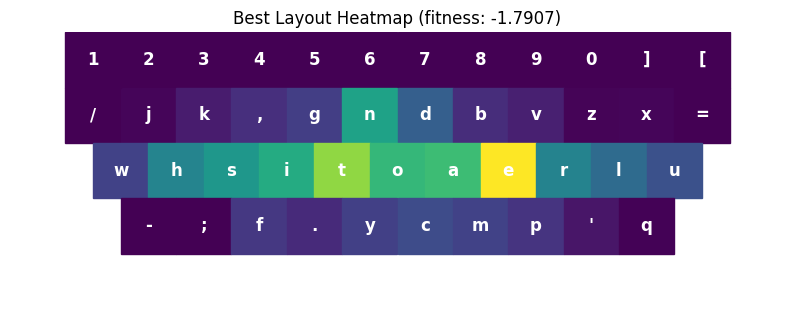 Best Layout Heatmap (fitness: -1.7907)
1 2 3 4 5 6 7 8 9 0 ] [
/ j k , g n d b v z x =
w h s i t o a e r l u
- ; f . y c m p ' q